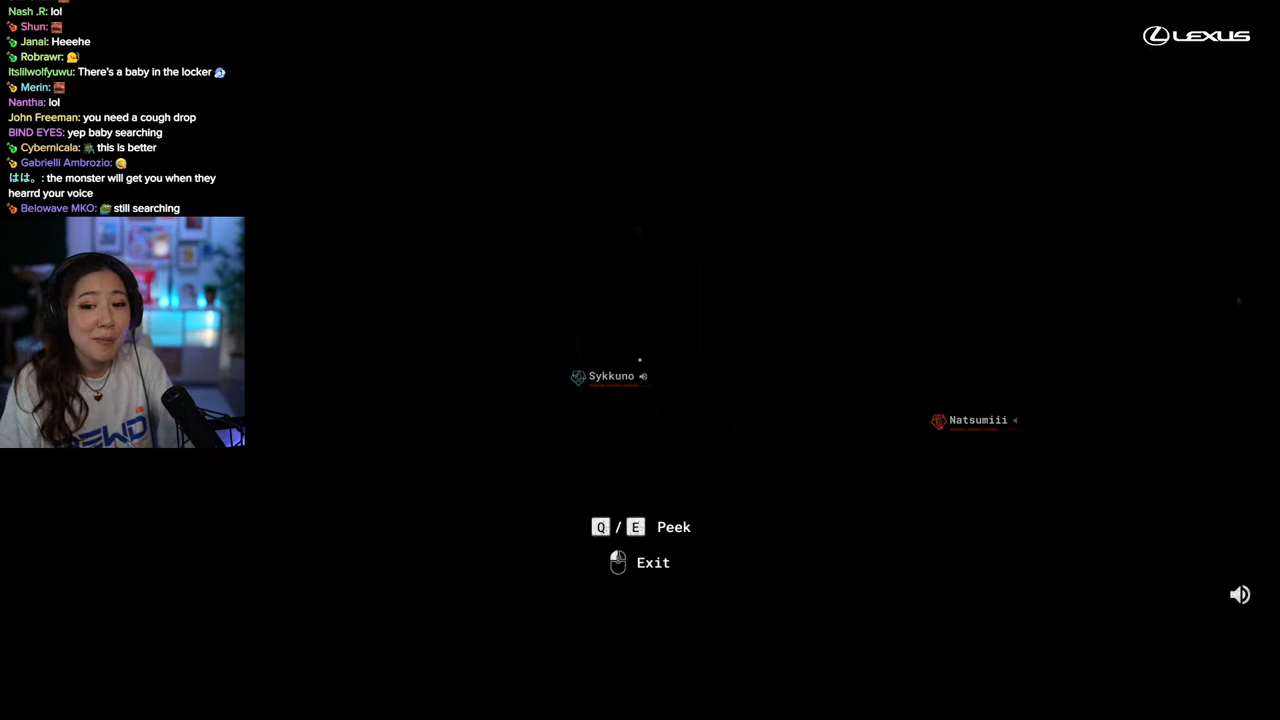 Nash .R: lol
Shun:
Janal: Heeehe
Robrawr:
Itslilwolfyuwu: There's a baby in the locker
Merin:
Nantha: lol
John Freeman: you need a cough drop
BIND EYES: yep baby searching
Cybernicala: this is better
Gabrielli Ambrozio:
はは。: the monster will get you when they
hearrd your voice
Belowave MKO: still searching
LEXUS
Sykkuno
Natsumiii
Q / E Peek
Exit